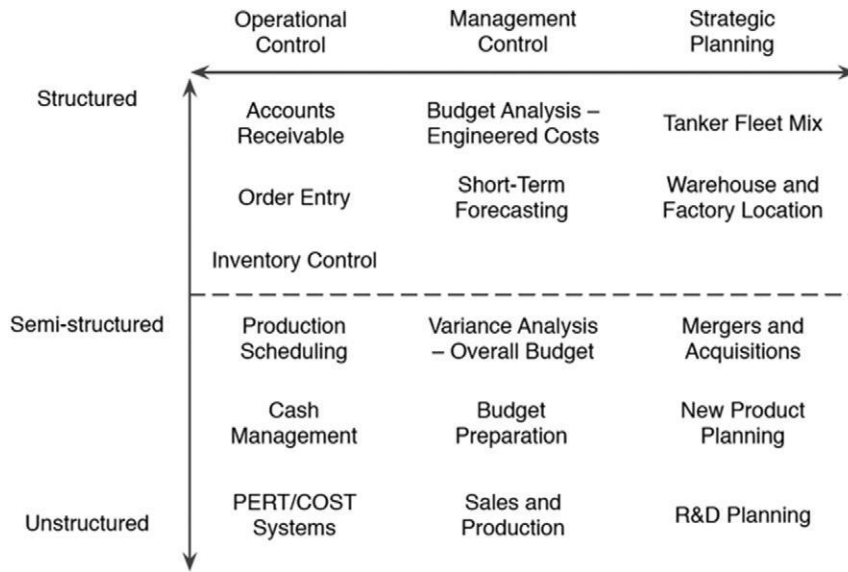 Operational
Control
Management
Control
Strategic
Planning
Structured
Accounts
Receivable
Budget Analysis –
Engineered Costs
Tanker Fleet Mix
Order Entry
Short-Term
Forecasting
Warehouse and
Factory Location
Inventory Control
Semi-structured
Production
Scheduling
Variance Analysis
– Overall Budget
Mergers and
Acquisitions
Cash
Management
Budget
Preparation
New Product
Planning
Unstructured
PERT/COST
Systems
Sales and
Production
R&D Planning